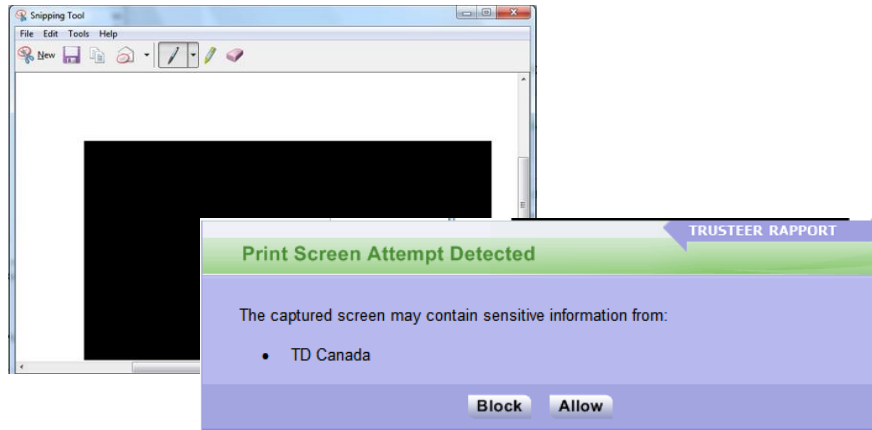 Snipping Tool
File Edit Tools Help
New
TRUSTEER RAPPORT
Print Screen Attempt Detected
The captured screen may contain sensitive information from:
• TD Canada
Block Allow